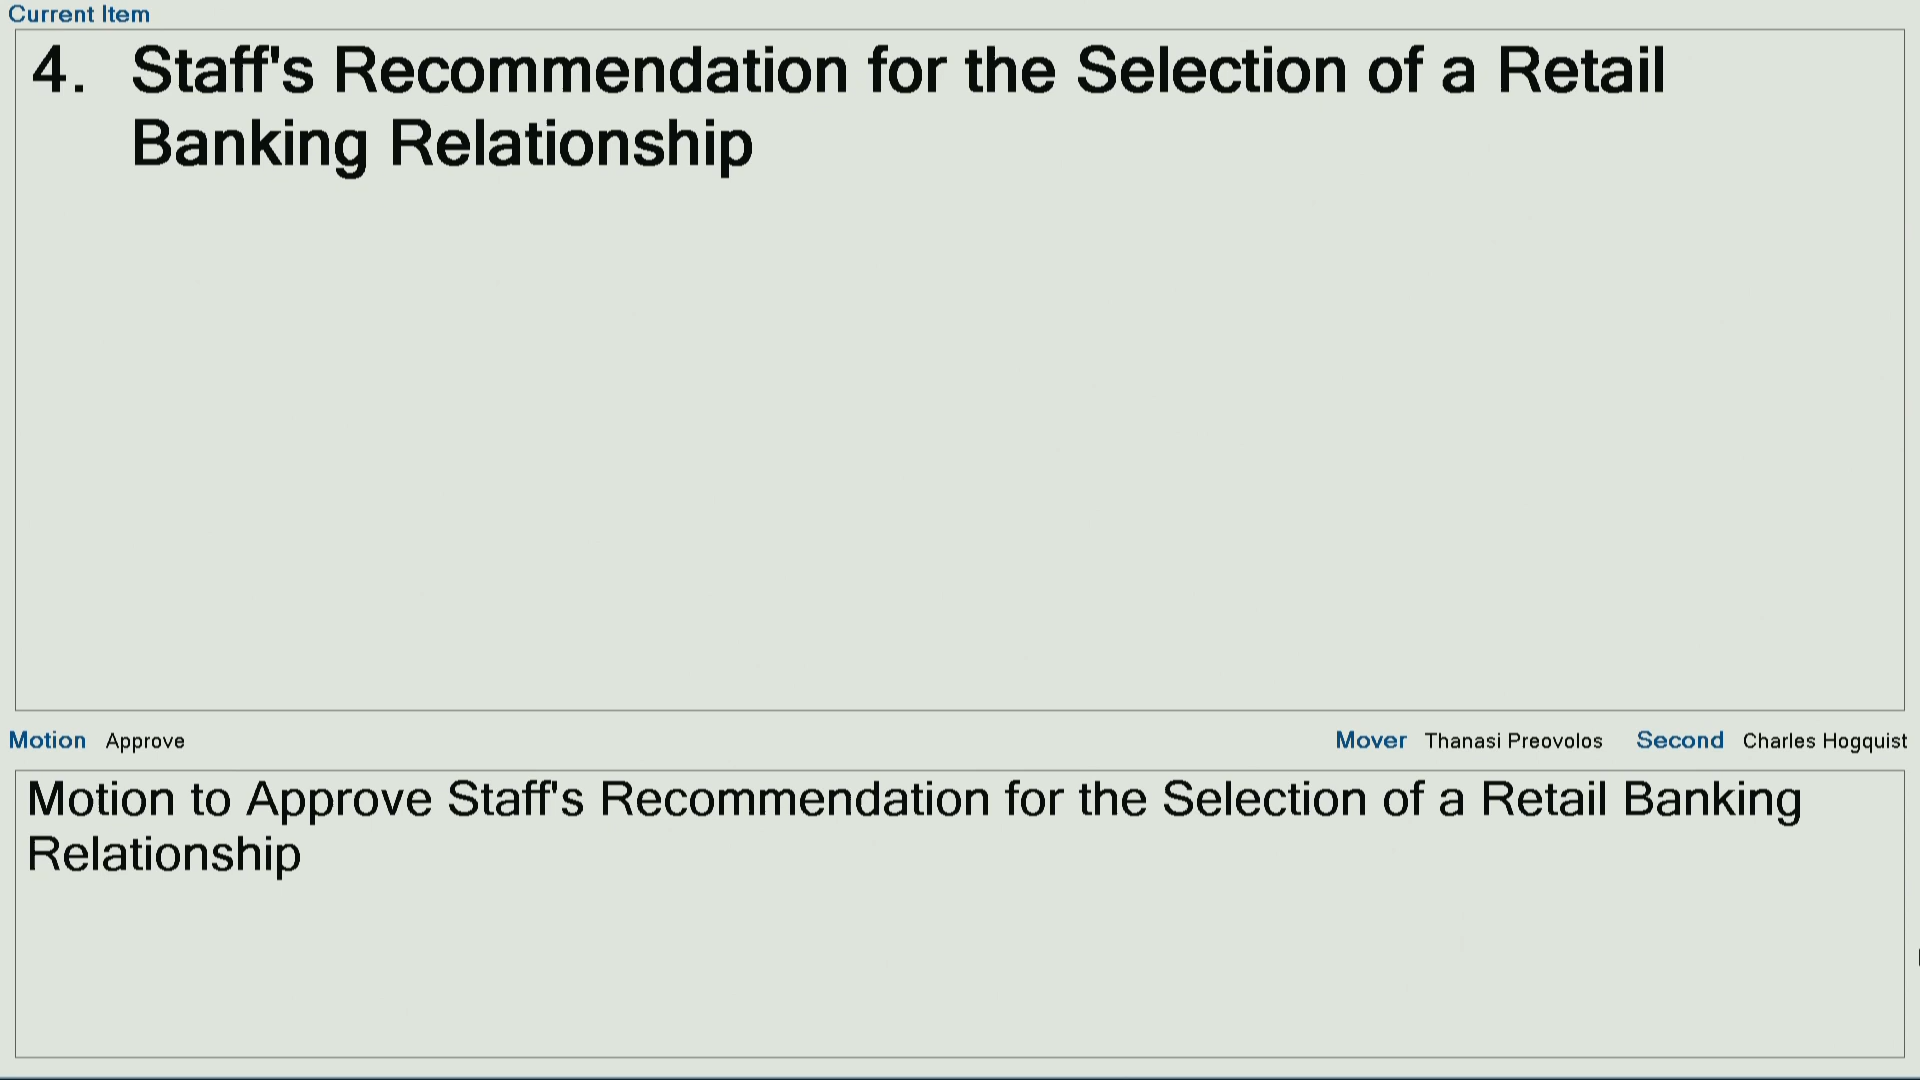 Current Item
4. Staff's Recommendation for the Selection of a Retail
Banking Relationship
Motion Approve Mover Thanasi Preovolos Second Charles Hogquist
Motion to Approve Staff's Recommendation for the Selection of a Retail Banking
Relationship